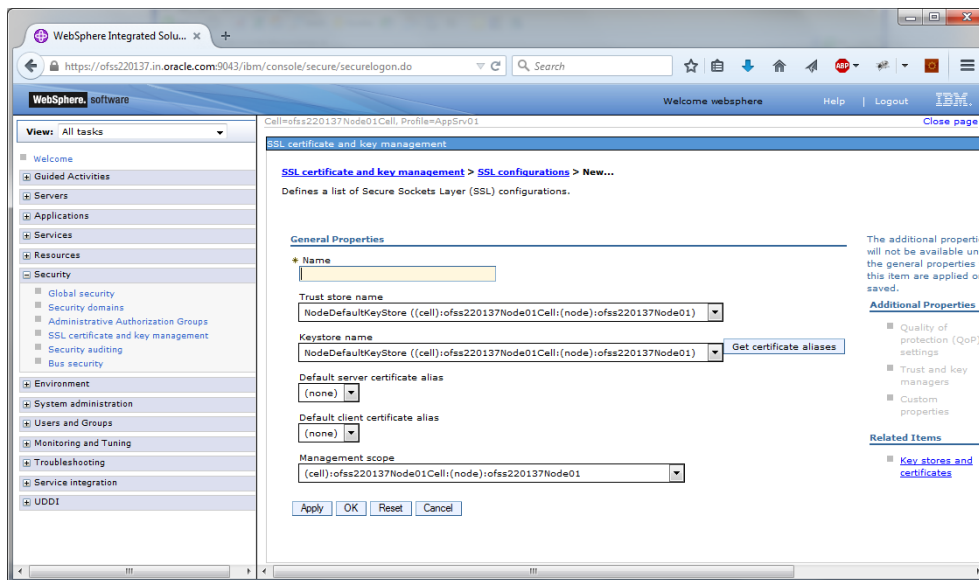 WebSphere Integrated Solu... × +
https://ofss220137.in.oracle.com:9043/ibm/console/secure/securelogon.do
Search
ABP
WebSphere. software
Welcome websphere
Help | Logout
IBM.
View: All tasks
Cell=ofss220137Node01Cell, Profile=AppSrv01
Close page
SSL certificate and key management
Welcome
Guided Activities
Servers
Applications
Services
Resources
Security
Global security
Security domains
Administrative Authorization Groups
SSL certificate and key management
Security auditing
Bus security
Environment
System administration
Users and Groups
Monitoring and Tuning
Troubleshooting
Service integration
UDDI
SSL certificate and key management > SSL configurations > New...
Defines a list of Secure Sockets Layer (SSL) configurations.
General Properties
* Name
Trust store name
NodeDefaultKeyStore ((cell):ofss220137Node01Cell:(node):ofss220137Node01)
Keystore name
NodeDefaultKeyStore ((cell):ofss220137Node01Cell:(node):ofss220137Node01)
Get certificate aliases
Default server certificate alias
(none)
Default client certificate alias
(none)
Management scope
(cell):ofss220137Node01Cell:(node):ofss220137Node01
Apply OK Reset Cancel
The additional properti
will not be available un
the general properties
this item are applied o
saved.
Additional Properties
Quality of
protection (QoP)
settings
Trust and key
managers
Custom
properties
Related Items
Key stores and
certificates